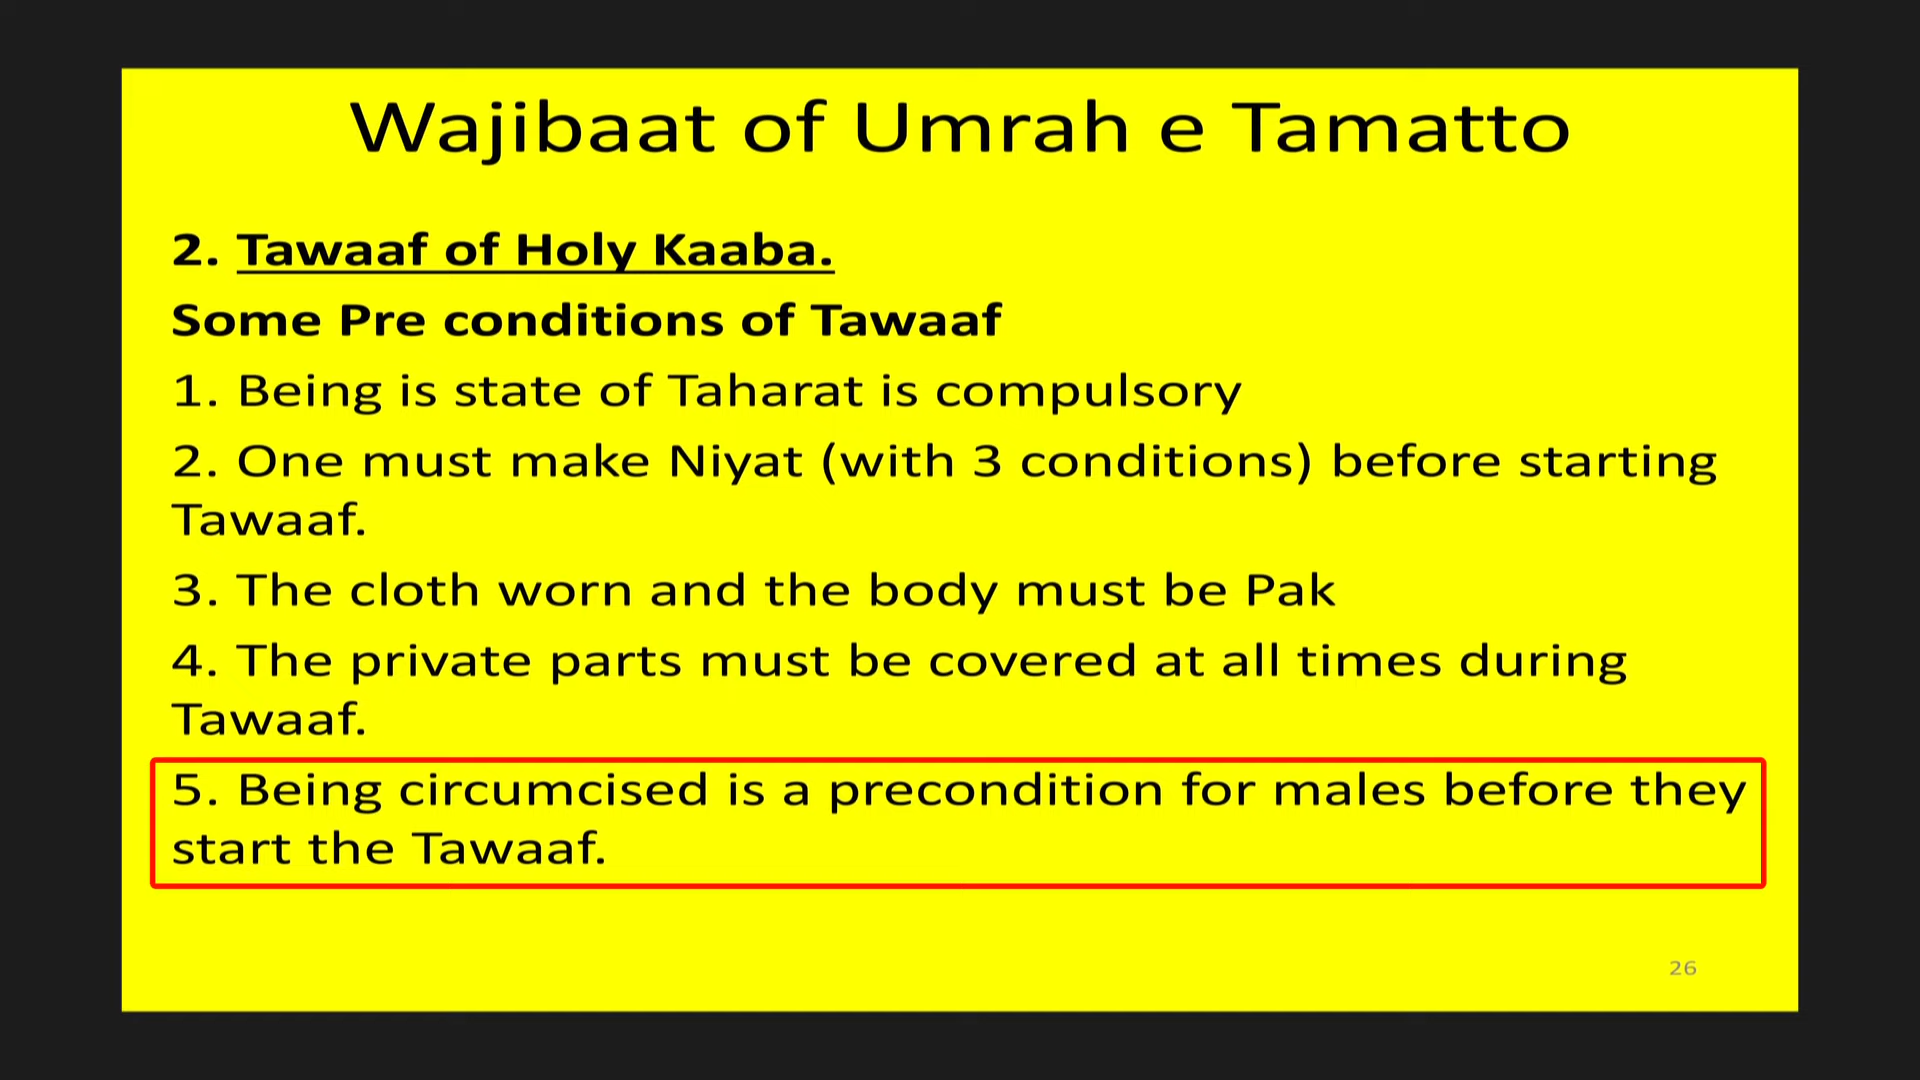 Wajibaat of Umrah e Tamatto
2. Tawaaf of Holy Kaaba.
Some Pre conditions of Tawaaf
1. Being is state of Taharat is compulsory
2. One must make Niyat (with 3 conditions) before starting
Tawaaf.
3. The cloth worn and the body must be Pak
4. The private parts must be covered at all times during
Tawaaf.
5. Being circumcised is a precondition for males before they
start the Tawaaf.
26